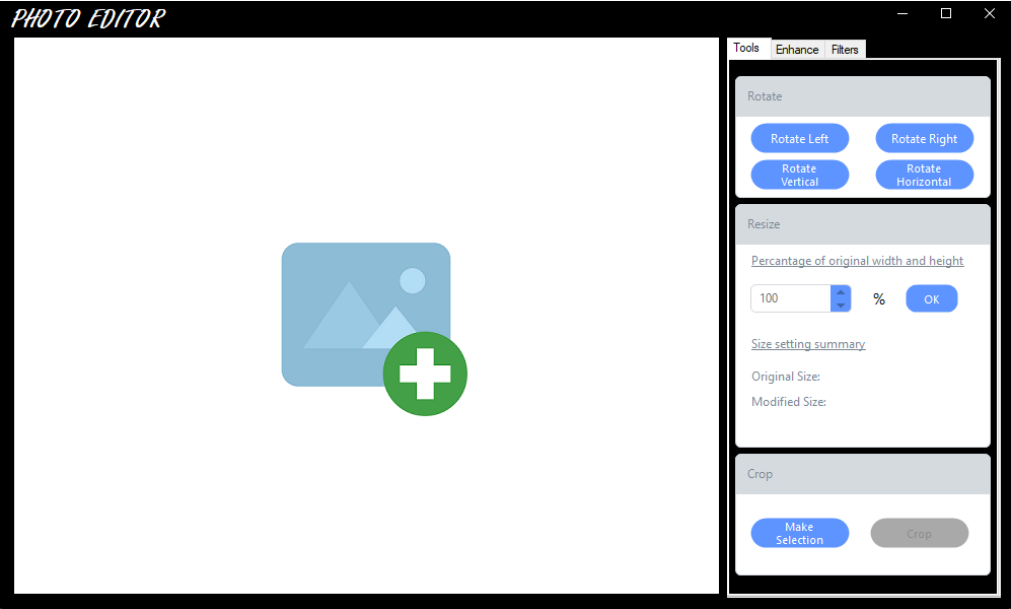 PHOTO EDITOR
Tools Enhance Filters
Rotate
Rotate Left Rotate Right
Rotate
Vertical
Rotate
Horizontal
Resize
Percentage of original width and height
100 % OK
Size setting summary
Original Size:
Modified Size:
Crop
Make
Selection
Crop